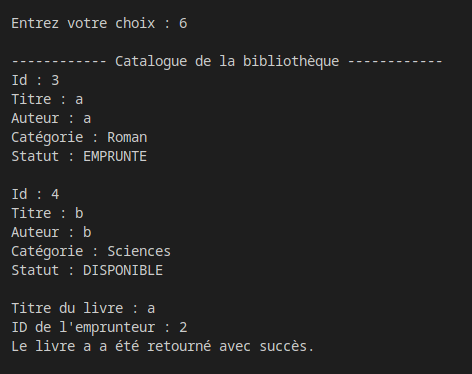 Entrez votre choix : 6
------------ Catalogue de la bibliothèque ------------
Id : 3
Titre : a
Auteur : a
Catégorie : Roman
Statut : EMPRUNTE
Id : 4
Titre : b
Auteur : b
Catégorie : Sciences
Statut : DISPONIBLE
Titre du livre : a
ID de l'emprunteur : 2
Le livre a a été retourné avec succès.